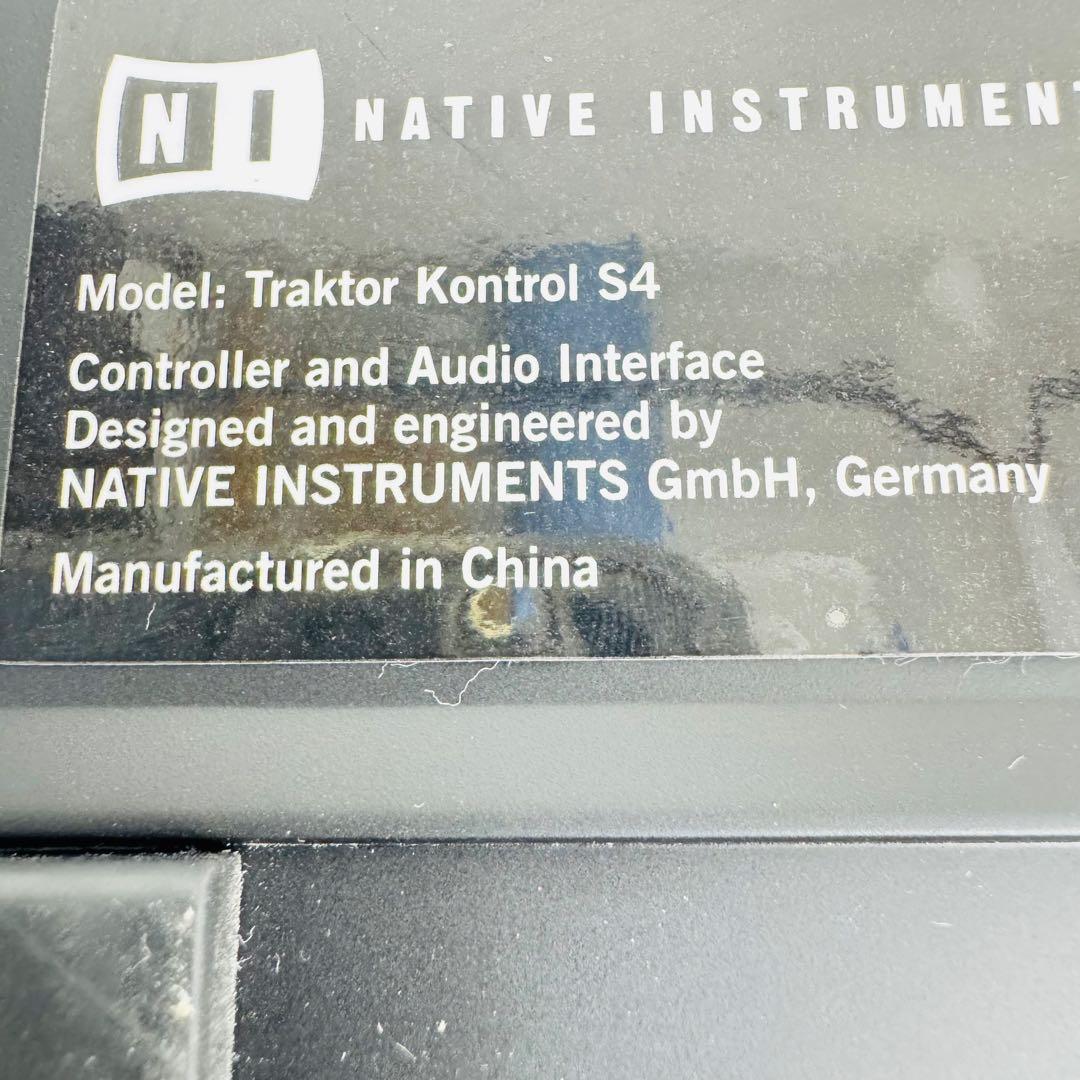 NI NATIVE INSTRUMENT
Model: Traktor Kontrol S4
Controller and Audio Interface
Designed and engineered by
NATIVE INSTRUMENTS GmbH, Germany
Manufactured in China